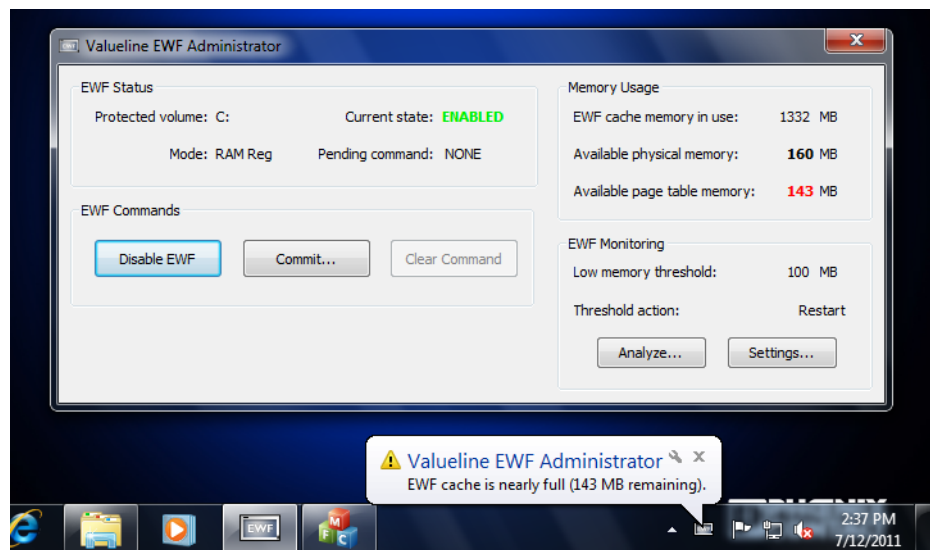 Valueline EWF Administrator
EWF Status
Protected volume: C: Current state: ENABLED
Mode: RAM Reg Pending command: NONE
EWF Commands
Disable EWF Commit... Clear Command
Memory Usage
EWF cache memory in use: 1332 MB
Available physical memory: 160 MB
Available page table memory: 143 MB
EWF Monitoring
Low memory threshold: 100 MB
Threshold action: Restart
Analyze... Settings...
Valueline EWF Administrator
EWF cache is nearly full (143 MB remaining).
EWF
M
F C
2:37 PM
7/12/2011